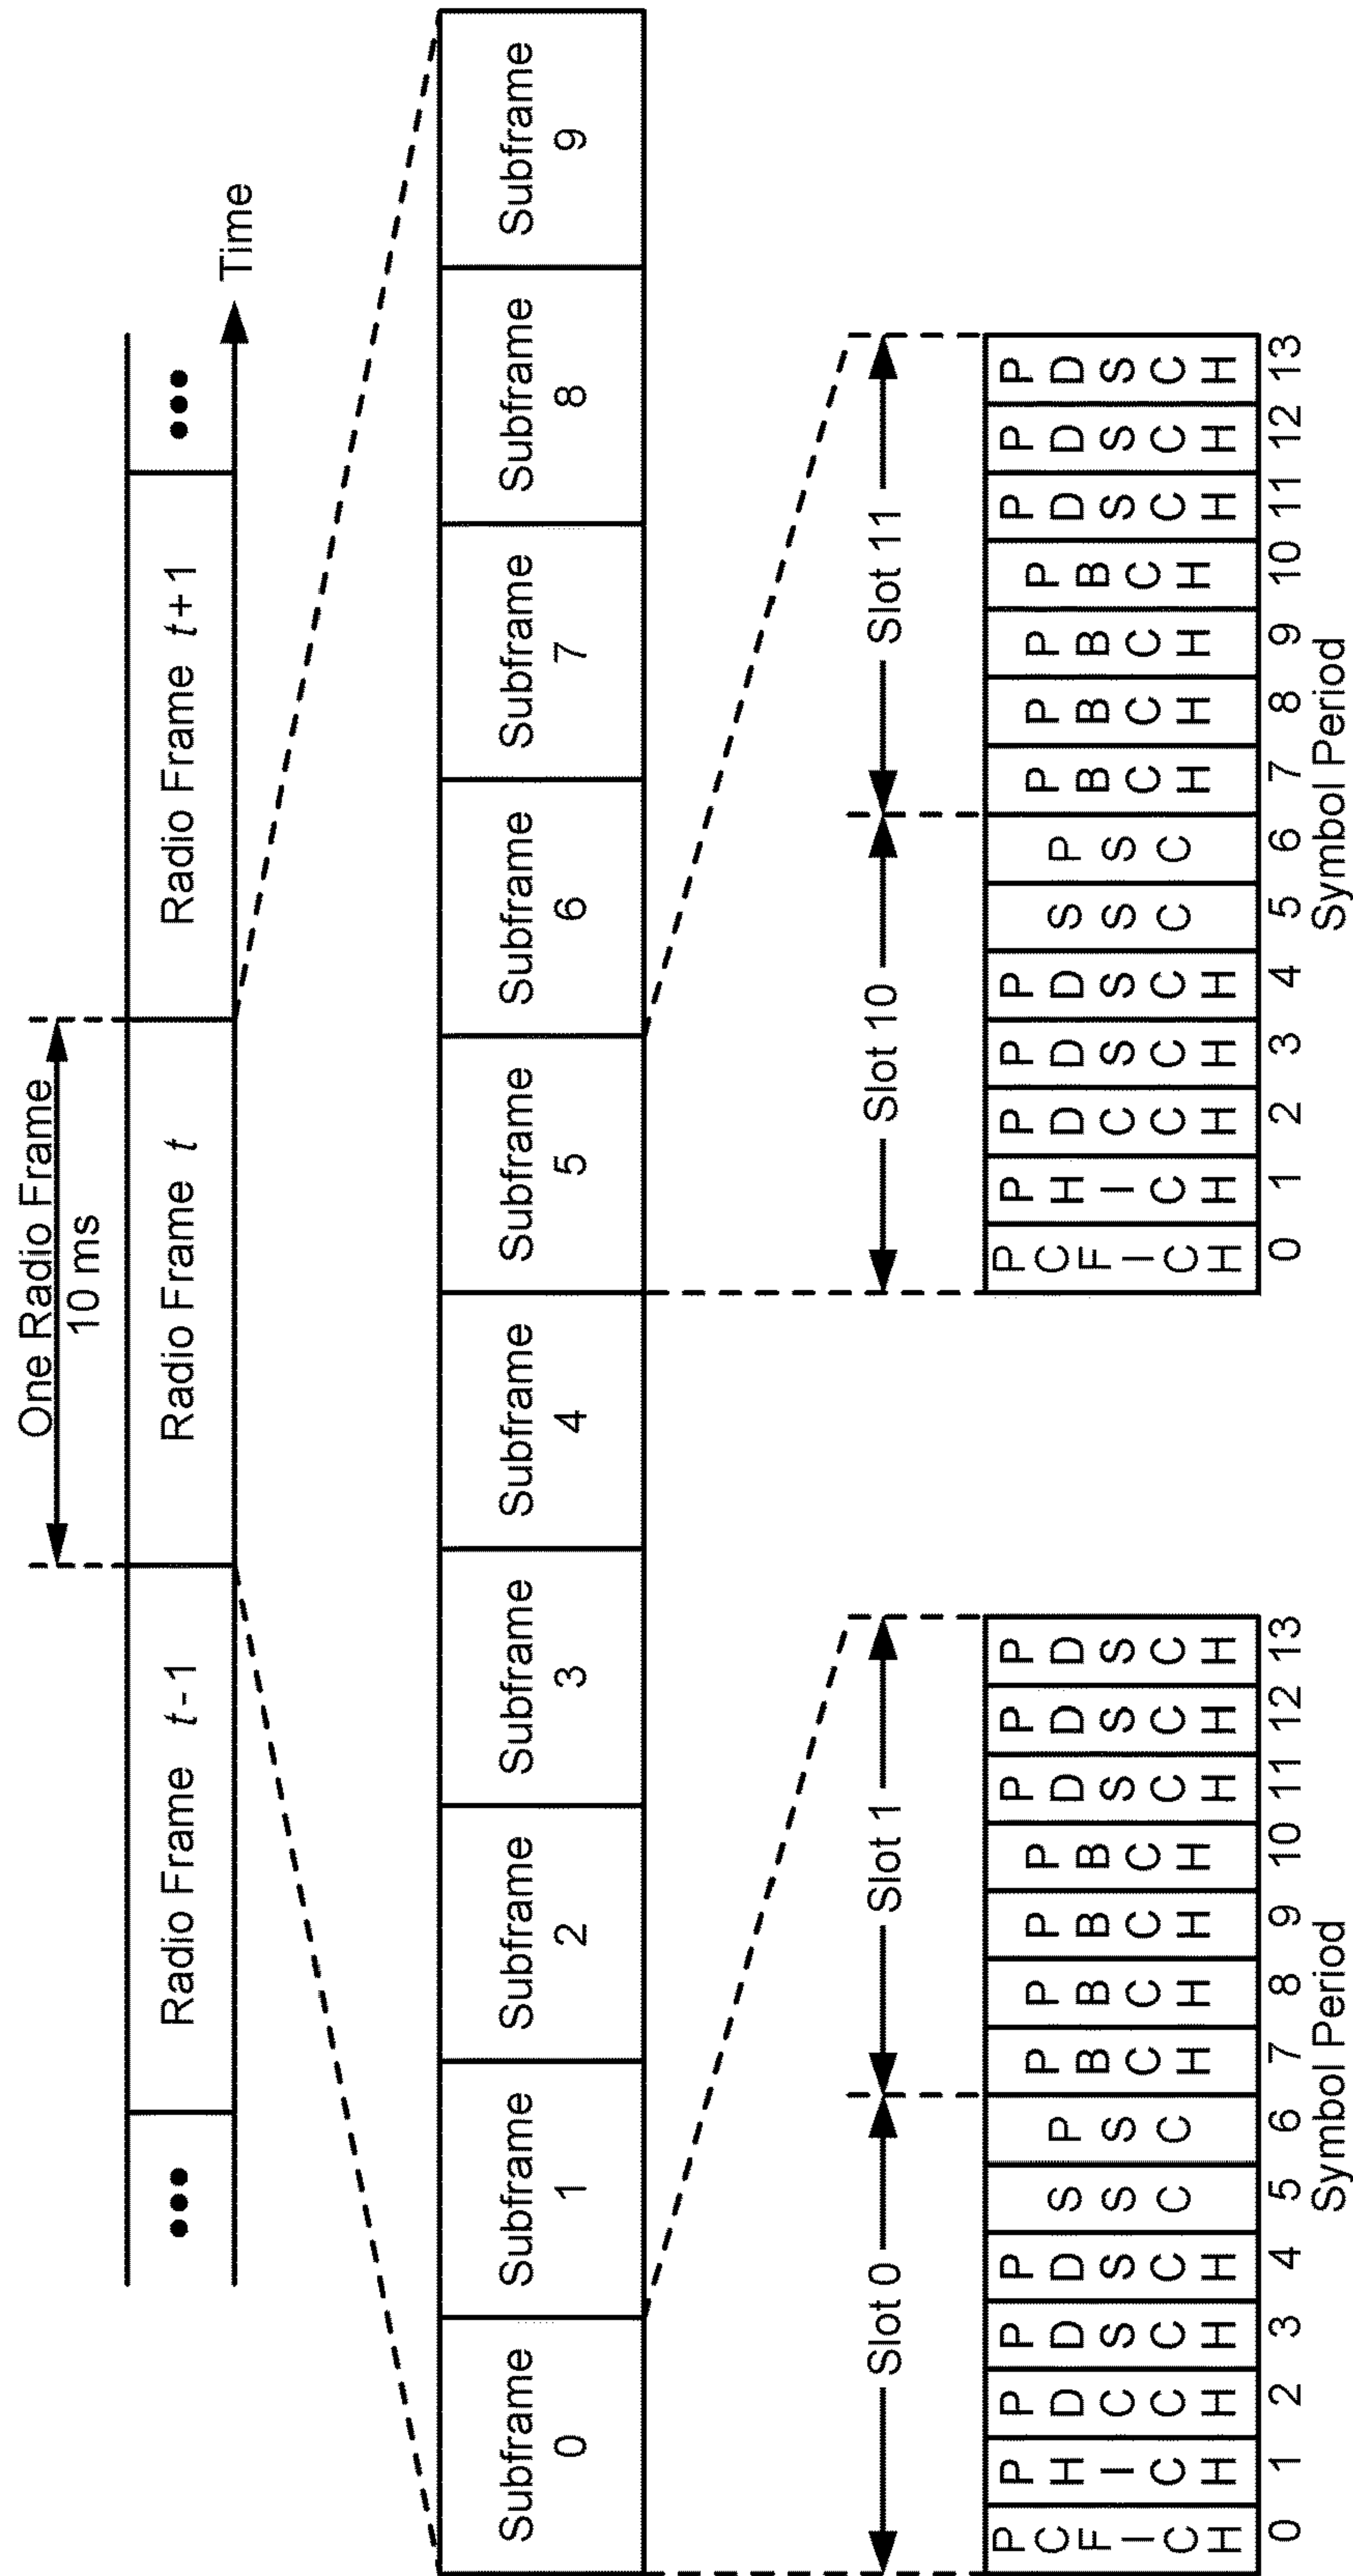 One Radio Frame
10 ms
••• Radio Frame t-1 Radio Frame t Radio Frame t+1 •••
Time
Subframe 0 Subframe 1 Subframe 2 Subframe 3 Subframe 4 Subframe 5 Subframe 6 Subframe 7 Subframe 8 Subframe 9
Slot 0 Slot 1
PCFICH PHICH PDCCH PDSCH PDSCH SSC PSC PBCH PBCH PBCH PBCH PDSCH PDSCH PDSCH
0 1 2 3 4 5 6 7 8 9 10 11 12 13
Symbol Period
Slot 10 Slot 11
PCFICH PHICH PDCCH PDSCH PDSCH SSC PSC PBCH PBCH PBCH PBCH PDSCH PDSCH PDSCH
0 1 2 3 4 5 6 7 8 9 10 11 12 13
Symbol Period